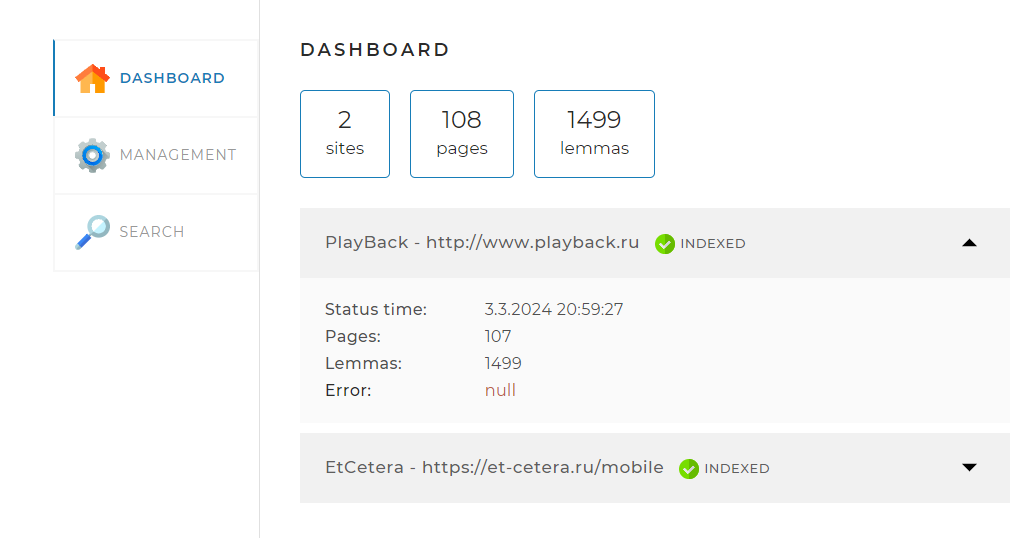 DASHBOARD
MANAGEMENT
SEARCH
DASHBOARD
2
sites
108
pages
1499
lemmas
PlayBack - http://www.playback.ru INDEXED
Status time: 3.3.2024 20:59:27
Pages: 107
Lemmas: 1499
Error: null
EtCetera - https://et-cetera.ru/mobile INDEXED